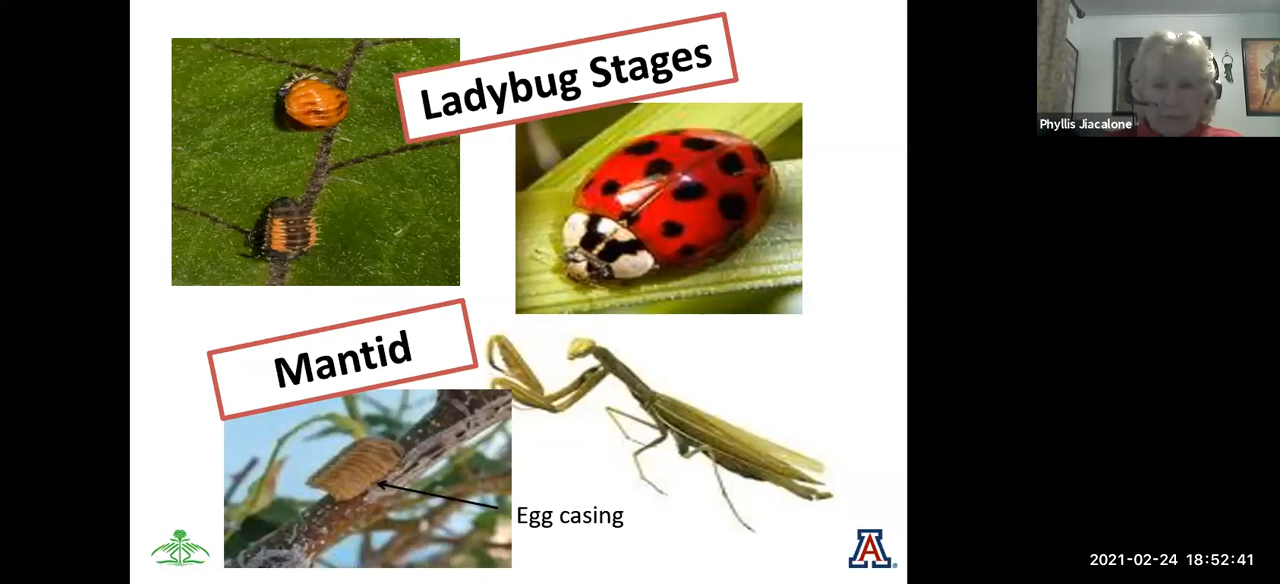 Ladybug Stages
Phyllis Jiacalone
Mantid
Egg casing
A
2021-02-24 18:52:41